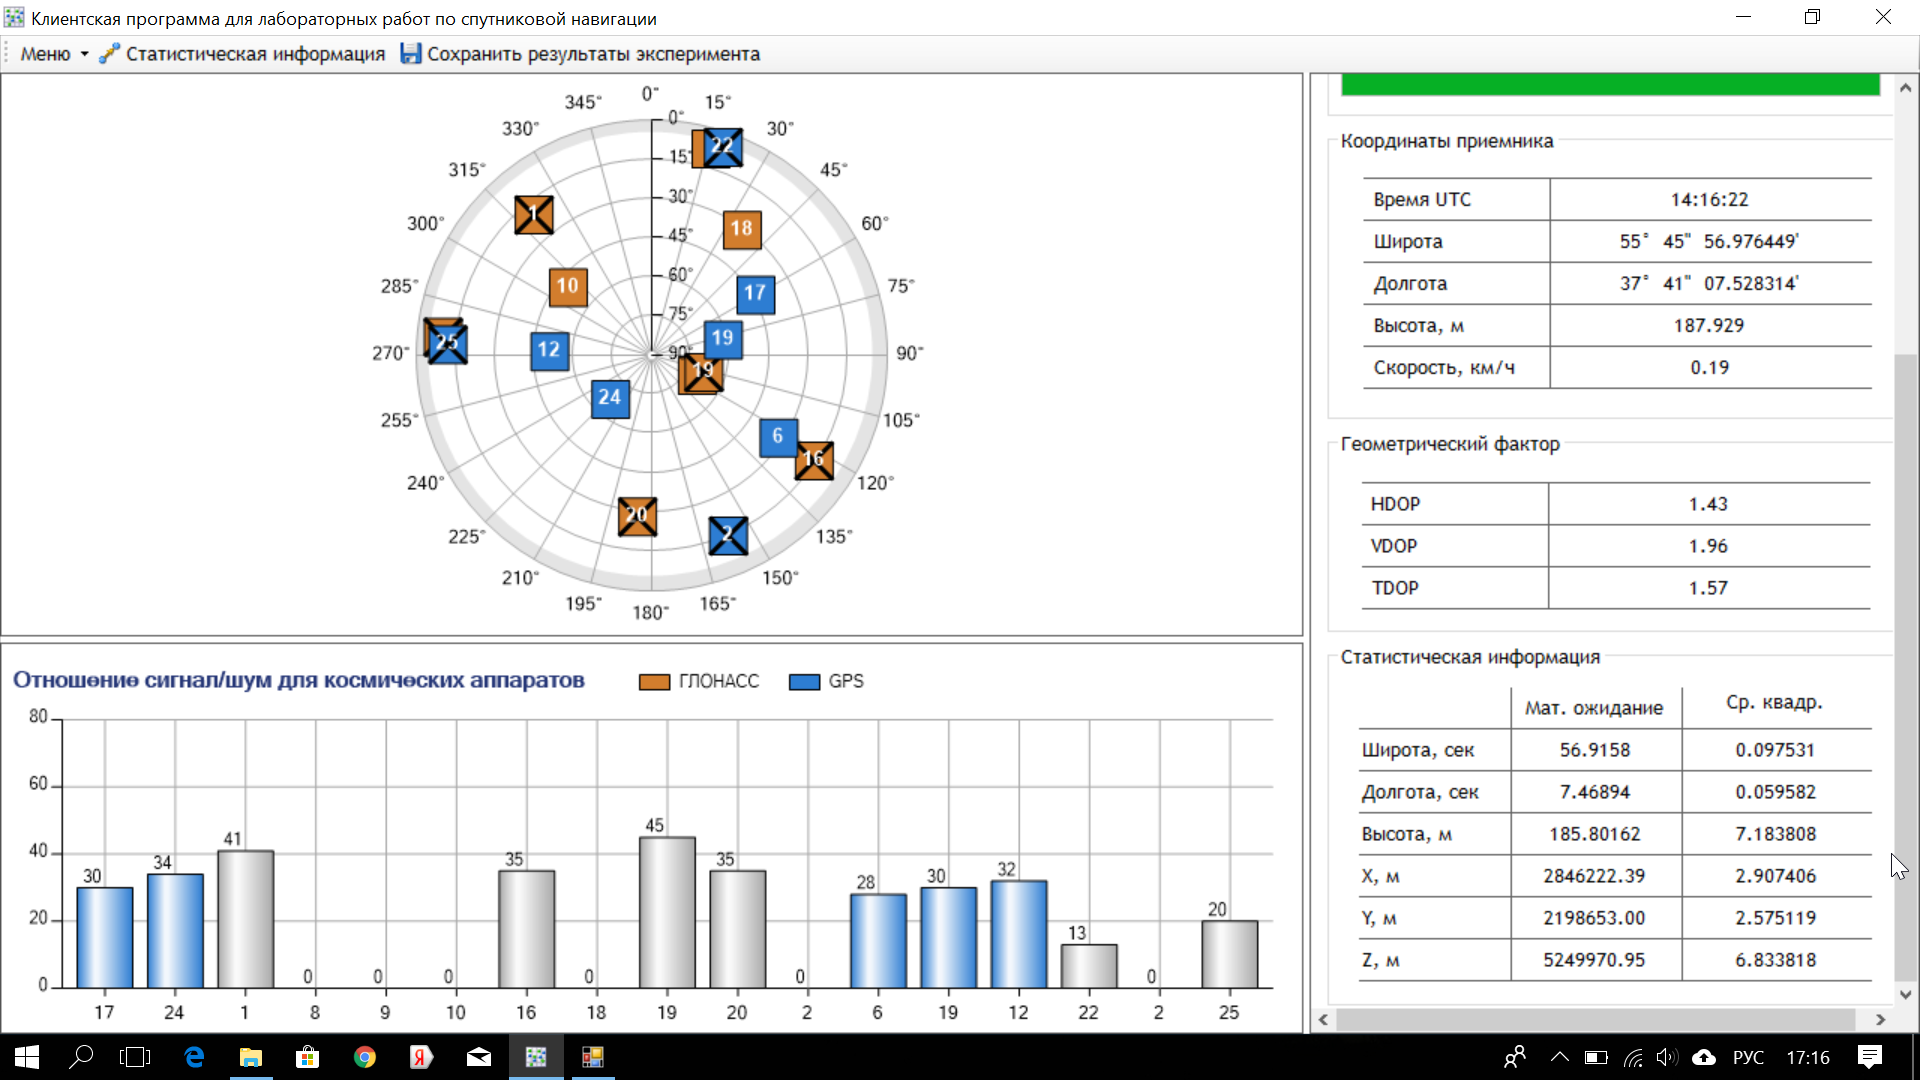 Клиентская программа для лабораторных работ по спутниковой навигации
Меню Статистическая информация Сохранить результаты эксперимента
0° 15° 30° 45° 60° 75° 90° 105° 120° 135° 150° 165° 180° 195° 210° 225° 240° 255° 270° 285° 300° 315° 330° 345°
0°
15°
30°
45°
60°
75°
90°
22
1
18
10
17
19
25
12
19
24
6
16
20
2
Отношение сигнал/шум для космических аппаратов ГЛОНАСС GPS
80
60
40
20
0
30 34 41 0 0 0 35 0 45 35 0 28 30 32 13 0 20
17 24 1 8 9 10 16 18 19 20 2 6 19 12 22 2 25
Координаты приемника
Время UTC 14:16:22
Широта 55° 45" 56.976449'
Долгота 37° 41" 07.528314'
Высота, м 187.929
Скорость, км/ч 0.19
Геометрический фактор
HDOP 1.43
VDOP 1.96
TDOP 1.57
Статистическая информация
Мат. ожидание Ср. квадр.
Широта, сек 56.9158 0.097531
Долгота, сек 7.46894 0.059582
Высота, м 185.80162 7.183808
X, м 2846222.39 2.907406
Y, м 2198653.00 2.575119
Z, м 5249970.95 6.833818
РУС 17:16